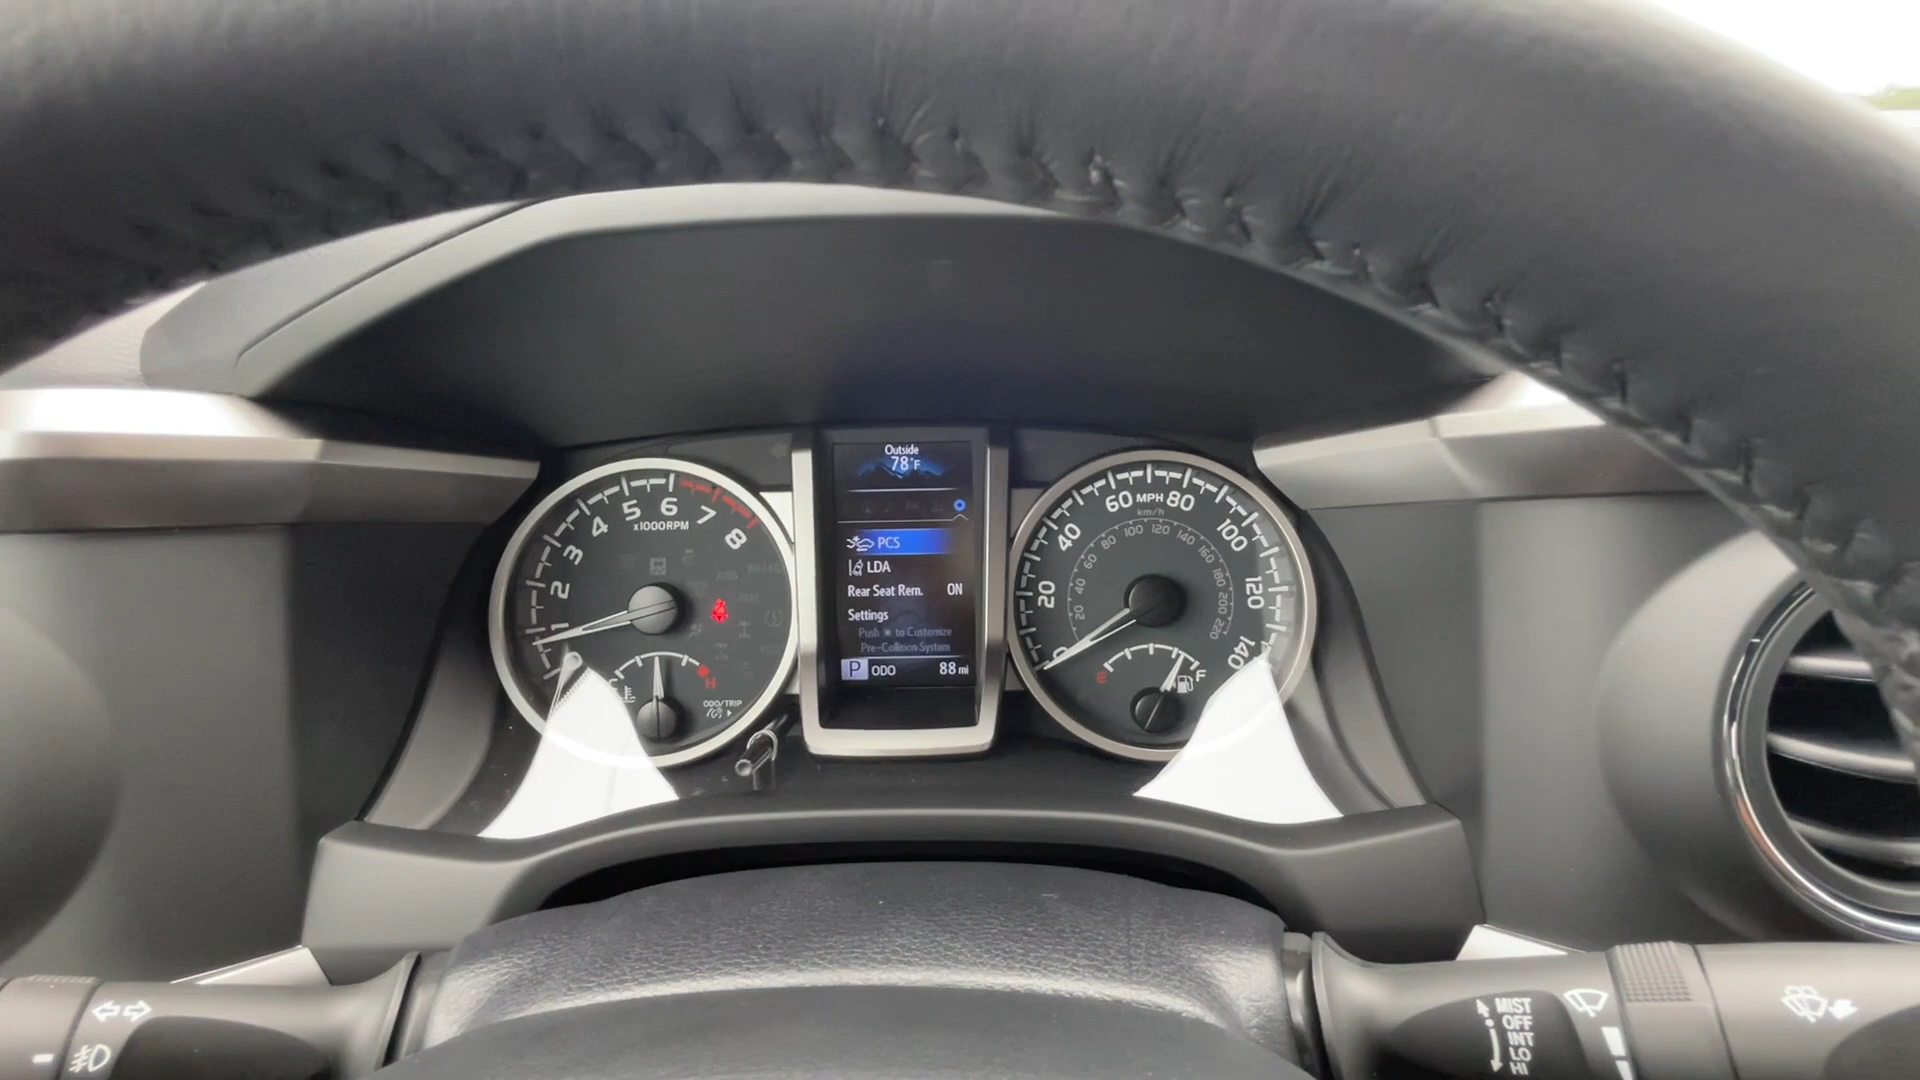 Outside
78°F
PCS
LDA
Rear Seat Rem. ON
Settings
Push to Customize
Pre-Collision System
P ODO 88 mi
1 2 3 4 5 6 7 8
x1000RPM
H
ODO/TRIP
0 20 40 60 MPH 80 100 120 140
km/h
20 40 60 80 100 120 140 160 180 200 220
E F
MIST
OFF
INT
LO
HI